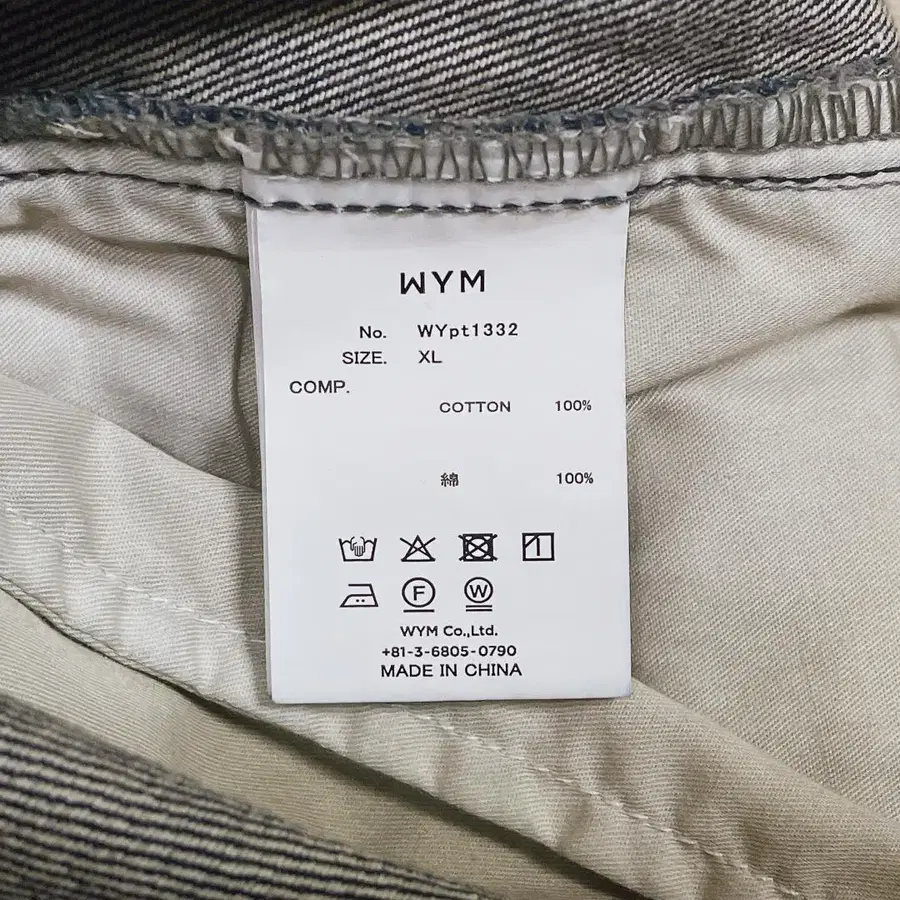 WYM
No. WYpt1332
SIZE. XL
COMP.
COTTON 100%
綿 100%
F W
WYM Co.,Ltd.
+81-3-6805-0790
MADE IN CHINA